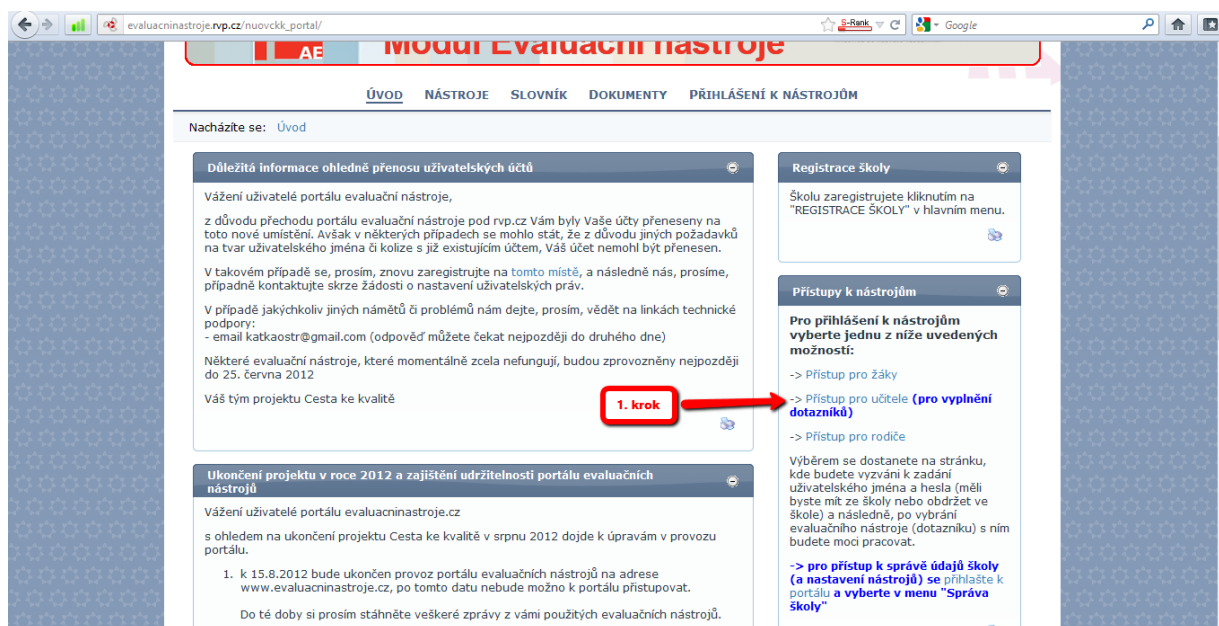 evaluacninastroje.rvp.cz/nuovckk_portal/
S-Rank
Google
AE
Modul Evaluační nástroje
ÚVOD NÁSTROJE SLOVNÍK DOKUMENTY PŘIHLÁŠENÍ K NÁSTROJŮM
Nacházíte se: Úvod
Důležitá informace ohledně přenosu uživatelských účtů
Vážení uživatelé portálu evaluační nástroje,
z důvodu přechodu portálu evaluační nástroje pod rvp.cz Vám byly Vaše účty přeneseny na
toto nové umístění. Avšak v některých případech se mohlo stát, že z důvodu jiných požadavků
na tvar uživatelského jména či kolize s již existujícím účtem, Váš účet nemohl být přenesen.
V takovém případě se, prosím, znovu zaregistrujte na tomto místě, a následně nás, prosíme,
případně kontaktujte skrze žádosti o nastavení uživatelských práv.
V případě jakýchkoliv jiných námětů či problémů nám dejte, prosím, vědět na linkách technické
podpory:
- email katkaostr@gmail.com (odpověď můžete čekat nejpozději do druhého dne)
Některé evaluační nástroje, které momentálně zcela nefungují, budou zprovozněny nejpozději
do 25. června 2012
Váš tým projektu Cesta ke kvalitě
1. krok
Ukončení projektu v roce 2012 a zajištění udržitelnosti portálu evaluačních
nástrojů
Vážení uživatelé portálu evaluacninastroje.cz
s ohledem na ukončení projektu Cesta ke kvalitě v srpnu 2012 dojde k úpravám v provozu
portálu.
1. k 15.8.2012 bude ukončen provoz portálu evaluačních nástrojů na adrese
www.evaluacninastroje.cz, po tomto datu nebude možno k portálu přistupovat.
Do té doby si prosím stáhněte veškeré zprávy z vámi použitých evaluačních nástrojů.
Registrace školy
Školu zaregistrujete kliknutím na
"REGISTRACE ŠKOLY" v hlavním menu.
Přístupy k nástrojům
Pro přihlášení k nástrojům
vyberte jednu z níže uvedených
možností:
-> Přístup pro žáky
-> Přístup pro učitele (pro vyplnění
dotazníků)
-> Přístup pro rodiče
Výběrem se dostanete na stránku,
kde budete vyzváni k zadání
uživatelského jména a hesla (měli
byste mít ze školy nebo obdržet ve
škole) a následně, po vybrání
evaluačního nástroje (dotazníku) s ním
budete moci pracovat.
-> pro přístup k správě údajů školy
(a nastavení nástrojů) se přihlašte k
portálu a vyberte v menu "Správa
školy"